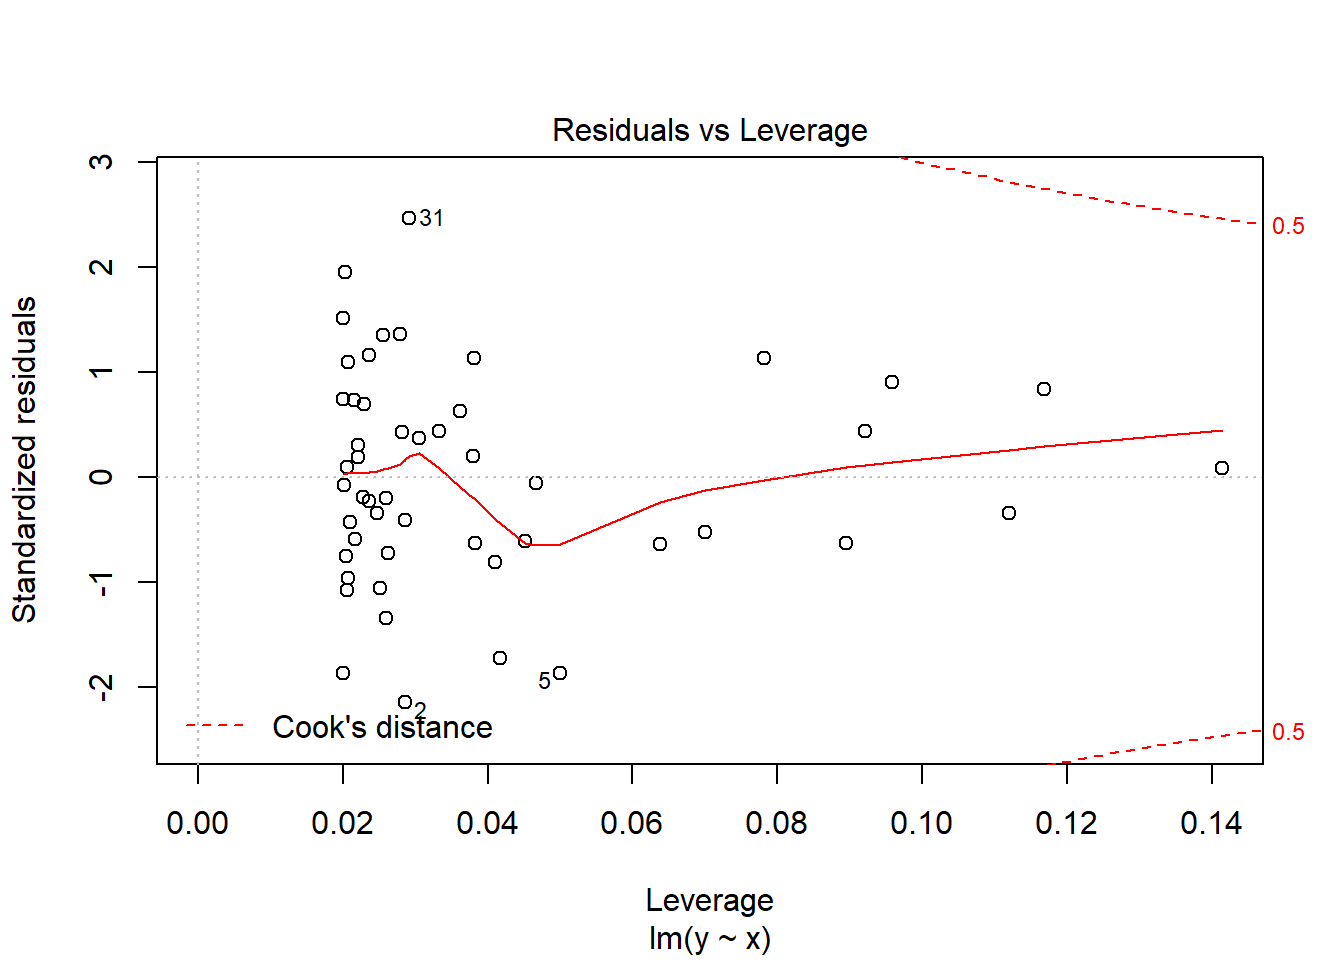 Residuals vs Leverage
Standardized residuals
3
2
1
0
-1
-2
31
5
2
0.5
0.5
Cook's distance
0.00 0.02 0.04 0.06 0.08 0.10 0.12 0.14
Leverage
lm(y ~ x)